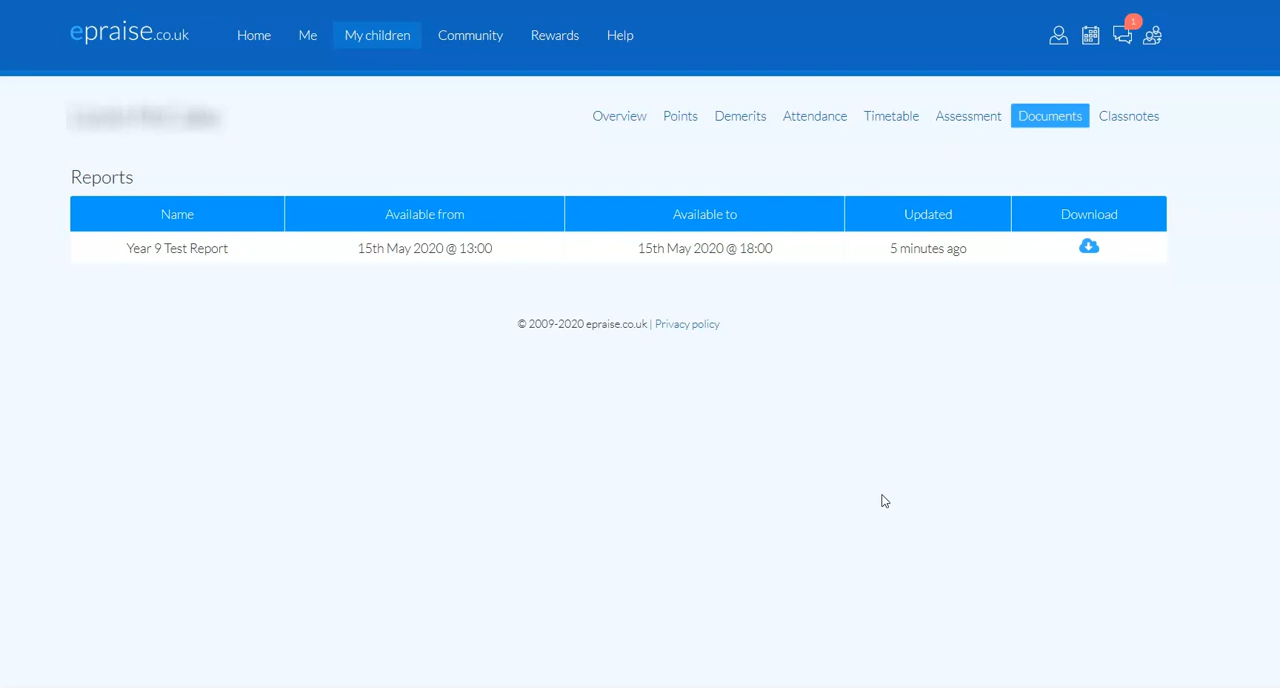 epraise.co.uk Home Me My children Community Rewards Help 1
Overview Points Demerits Attendance Timetable Assessment Documents Classnotes
Reports
Name Available from Available to Updated Download
Year 9 Test Report 15th May 2020 @ 13:00 15th May 2020 @ 18:00 5 minutes ago
© 2009-2020 epraise.co.uk | Privacy policy